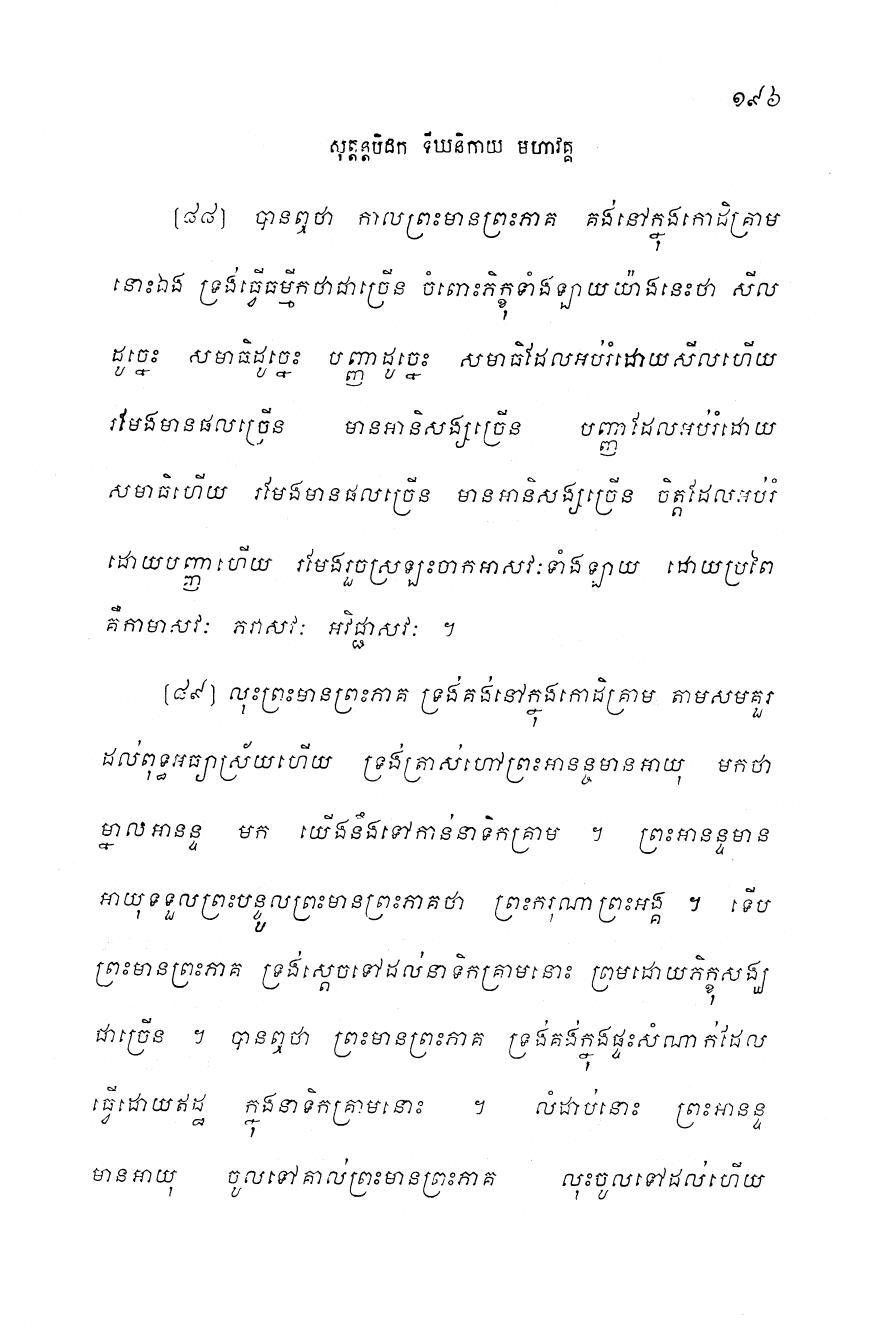 ១៩៦
សុត្តន្តបិដក ទីឃនិកាយ មហាវគ្គ
[៨៨] បានឮថា កាលព្រះមានព្រះភាគ គង់នៅក្នុងកោដិគ្រាម
នោះឯង ទ្រង់ធ្វើធម្មីកថាជាច្រើន ចំពោះភិក្ខុទាំងឡាយយ៉ាងនេះថា សីល
ដូច្នេះ សមាធិដូច្នេះ បញ្ញាដូច្នេះ សមាធិដែលអប់រំដោយសីលហើយ
រមែងមានផលច្រើន មានអានិសង្សច្រើន បញ្ញាដែលអប់រំដោយ
សមាធិហើយ រមែងមានផលច្រើន មានអានិសង្សច្រើន ចិត្តដែលអប់រំ
ដោយបញ្ញាហើយ រមែងរួចស្រឡះចាកអាសវៈទាំងឡាយ ដោយប្រពៃ
គឺកាមាសវៈ ភវាសវៈ អវិជ្ជាសវៈ ។
[៨៩] លុះព្រះមានព្រះភាគ ទ្រង់គង់នៅក្នុងកោដិគ្រាម តាមសមគួរ
ដល់ពុទ្ធអធ្យាស្រ័យហើយ ទ្រង់ត្រាស់ហៅព្រះអានន្ទមានអាយុ មកថា
ម្នាលអានន្ទ មក យើងនឹងទៅកាន់នាទិកគ្រាម ។ ព្រះអានន្ទមាន
អាយុទទួលព្រះបន្ទូលព្រះមានព្រះភាគថា ព្រះករុណាព្រះអង្គ ។ ទើប
ព្រះមានព្រះភាគ ទ្រង់ស្តេចទៅដល់នាទិកគ្រាមនោះ ព្រមដោយភិក្ខុសង្ឃ
ជាច្រើន ។ បានឮថា ព្រះមានព្រះភាគ ទ្រង់គង់ក្នុងផ្ទះសំណាក់ដែល
ធ្វើដោយឥដ្ឋ ក្នុងនាទិកគ្រាមនោះ ។ លំដាប់នោះ ព្រះអានន្ទ
មានអាយុ ចូលទៅគាល់ព្រះមានព្រះភាគ លុះចូលទៅដល់ហើយ